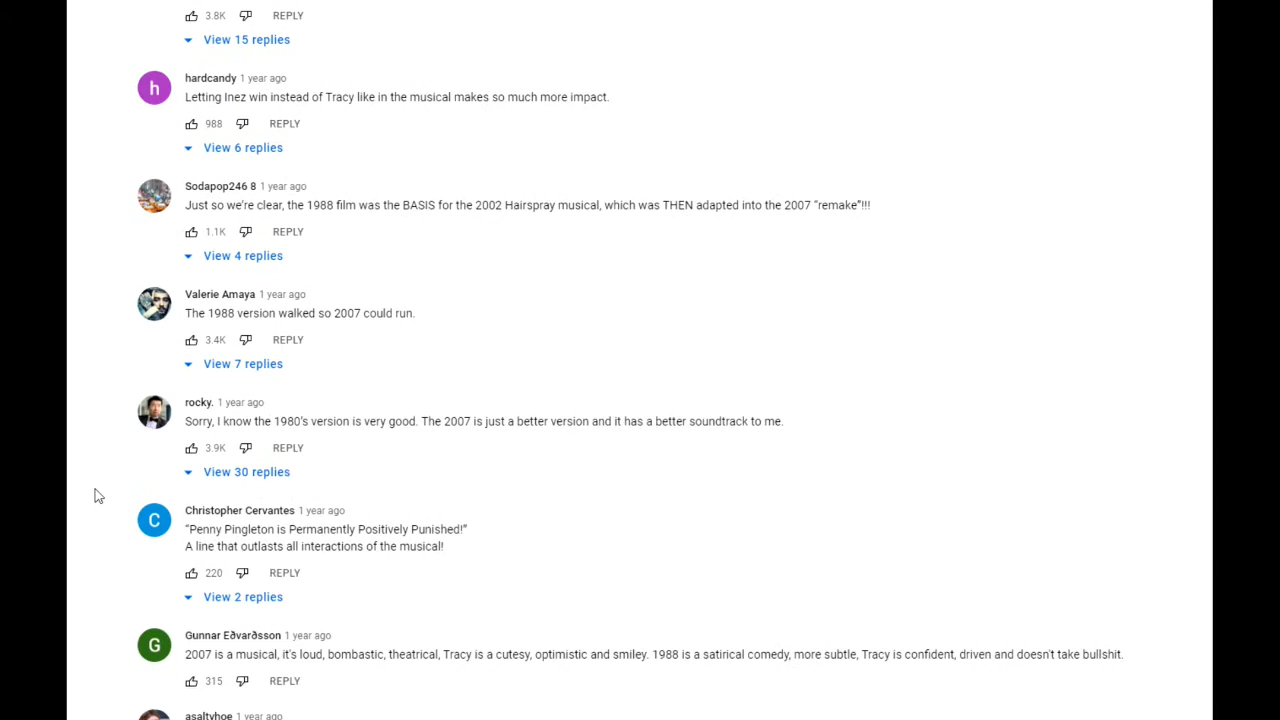 3.8K REPLY
View 15 replies
h
hardcandy 1 year ago
Letting Inez win instead of Tracy like in the musical makes so much more impact.
988 REPLY
View 6 replies
Sodapop246 8 1 year ago
Just so we're clear, the 1988 film was the BASIS for the 2002 Hairspray musical, which was THEN adapted into the 2007 “remake”!!!
1.1K REPLY
View 4 replies
Valerie Amaya 1 year ago
The 1988 version walked so 2007 could run.
3.4K REPLY
View 7 replies
rocky. 1 year ago
Sorry, I know the 1980's version is very good. The 2007 is just a better version and it has a better soundtrack to me.
3.9K REPLY
View 30 replies
C
Christopher Cervantes 1 year ago
“Penny Pingleton is Permanently Positively Punished!”
A line that outlasts all interactions of the musical!
220 REPLY
View 2 replies
G
Gunnar Eðvarðsson 1 year ago
2007 is a musical, it's loud, bombastic, theatrical, Tracy is a cutesy, optimistic and smiley. 1988 is a satirical comedy, more subtle, Tracy is confident, driven and doesn't take bullshit.
315 REPLY
asaltyhoe 1 year ago